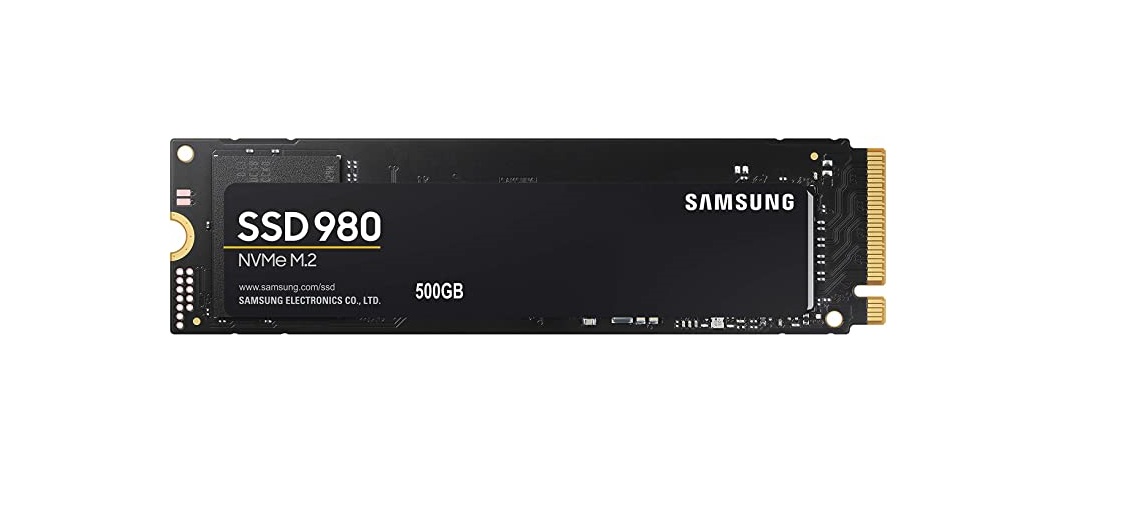 SAMSUNG
SSD 980
NVMe M.2
www.samsung.com/ssd
SAMSUNG ELECTRONICS CO., LTD.
500GB